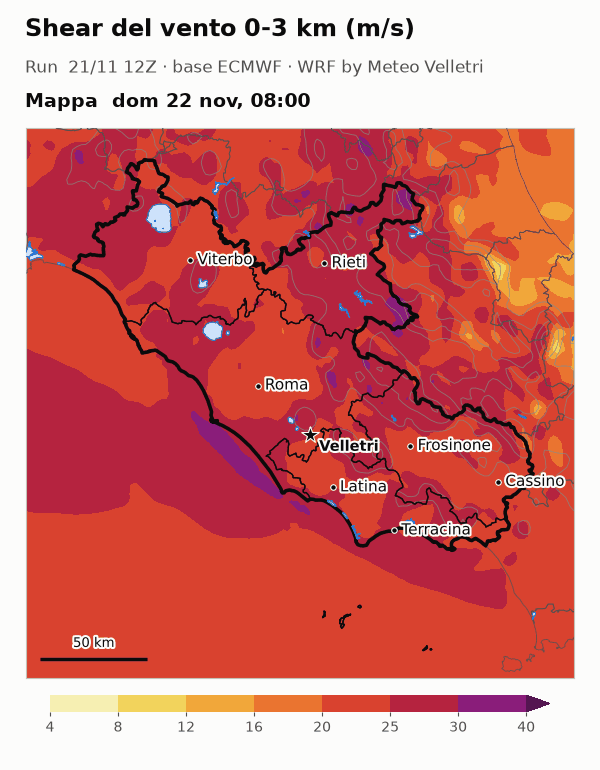 Shear del vento 0-3 km (m/s)
Run  21/11 12Z · base ECMWF · WRF by Meteo Velletri
Mappa  dom 22 nov, 08:00
Viterbo
Rieti
Roma
Velletri
Frosinone
Latina
Cassino
Terracina
50 km
4 8 12 16 20 25 30 40